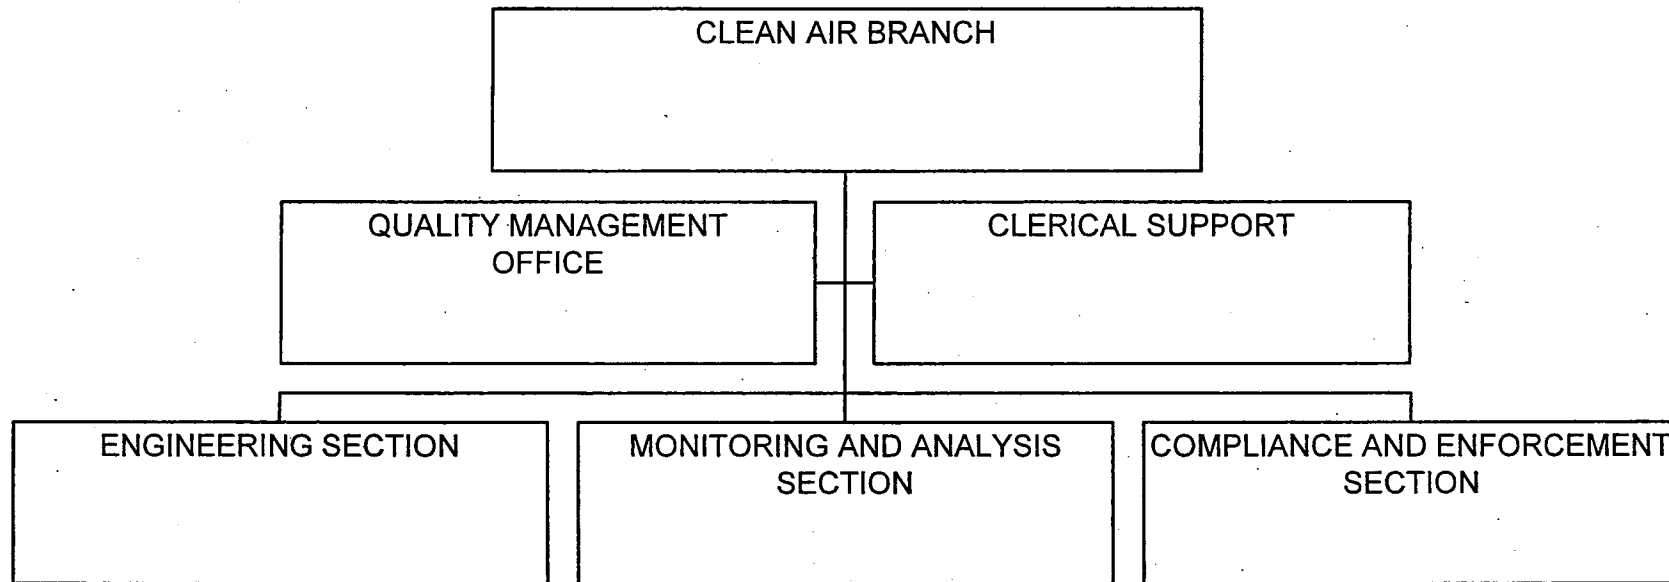 CLEAN AIR BRANCH
QUALITY MANAGEMENT
OFFICE
CLERICAL SUPPORT
ENGINEERING SECTION
MONITORING AND ANALYSIS
SECTION
COMPLIANCE AND ENFORCEMENT
SECTION